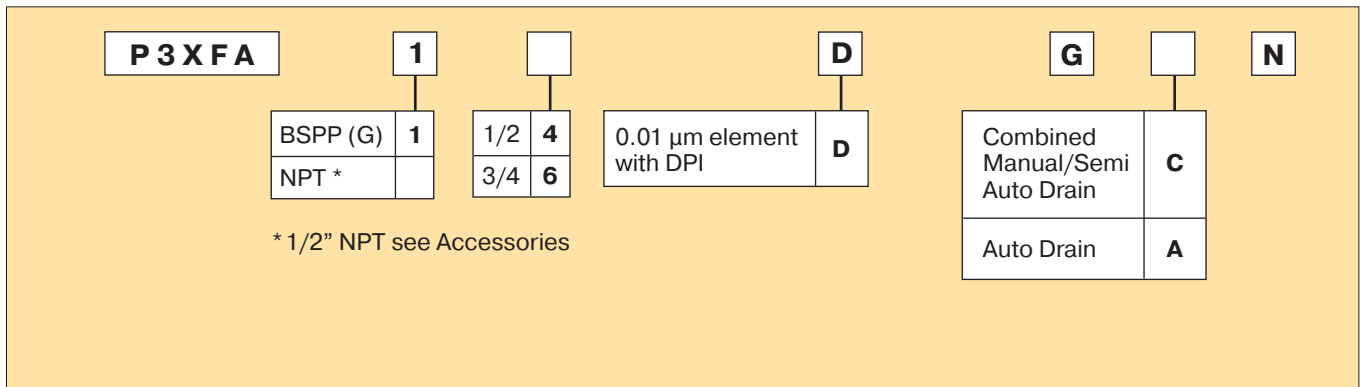 P3XFA 1 D G N
BSPP (G) 1
NPT *
1/2 4
3/4 6
0.01 µm element
with DPI
D
Combined
Manual/Semi
Auto Drain
C
Auto Drain A
* 1/2” NPT see Accessories